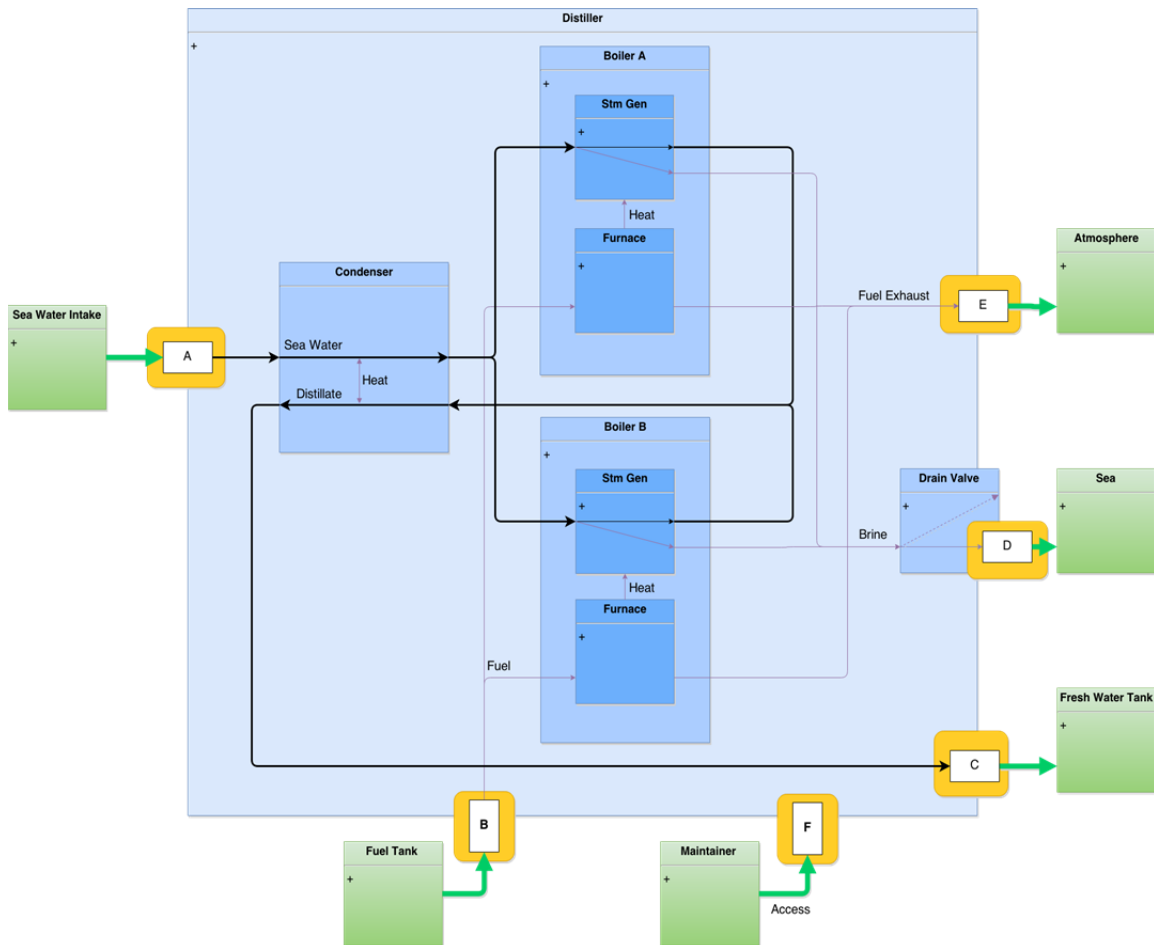 Distiller
+
Boiler A
+
Stm Gen
+
Heat
Furnace
+
Condenser
Sea Water
Heat
Distillate
Sea Water Intake
+
A
Fuel Exhaust
E
Atmosphere
+
Boiler B
+
Stm Gen
+
Heat
Furnace
+
Fuel
Brine
Drain Valve
+
D
Sea
+
Fresh Water Tank
+
C
B
F
Fuel Tank
+
Maintainer
+
Access